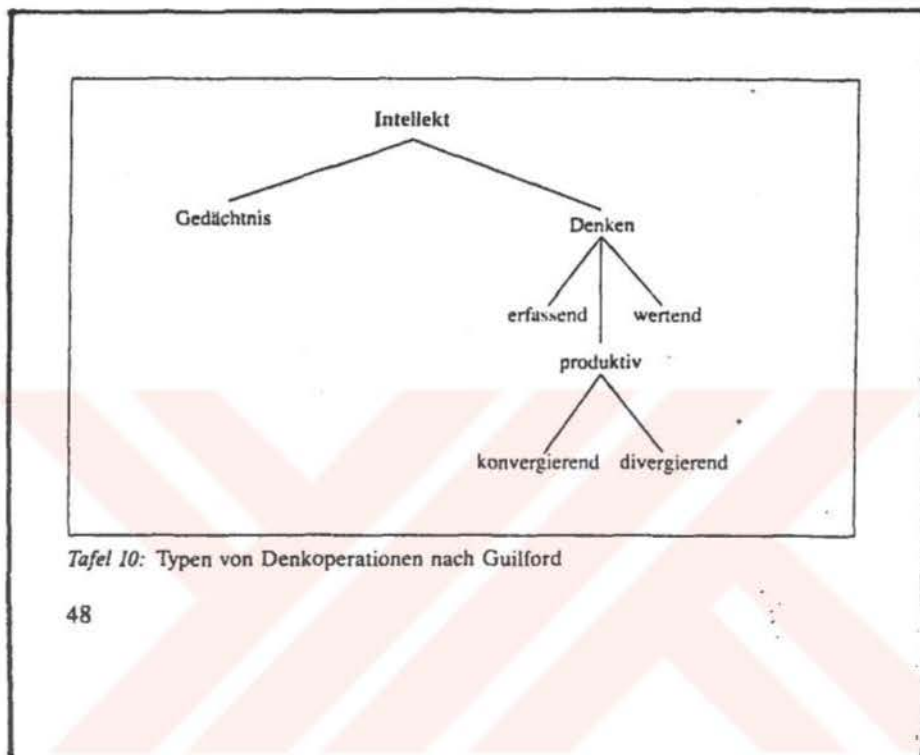 Intellekt
Gedächtnis
Denken
erfassend wertend
produktiv
konvergierend divergierend
Tafel 10: Typen von Denkoperationen nach Guilford
48